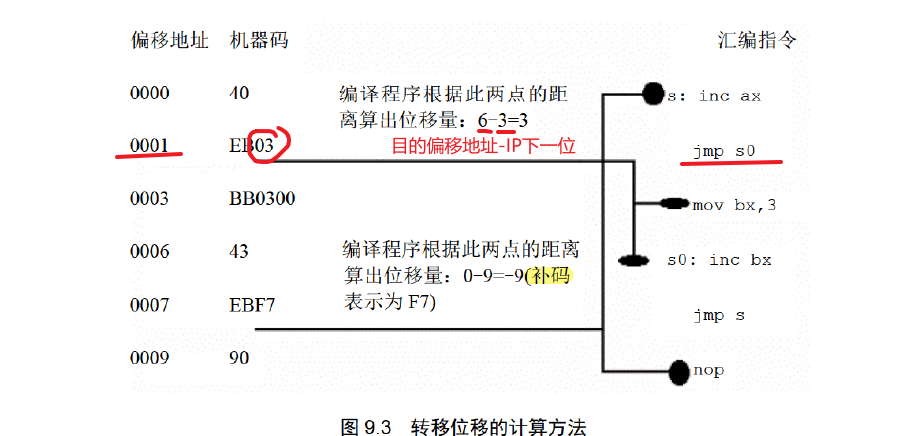 偏移地址 机器码 汇编指令
0000 40 s: inc ax
编译程序根据此两点的距
离算出位移量：6-3=3
0001 EB03 目的偏移地址-IP下一位 jmp s0
0003 BB0300 mov bx,3
0006 43 s0: inc bx
编译程序根据此两点的距离
算出位移量：0-9=-9(补码
表示为 F7)
0007 EBF7 jmp s
0009 90 nop
图 9.3 转移位移的计算方法